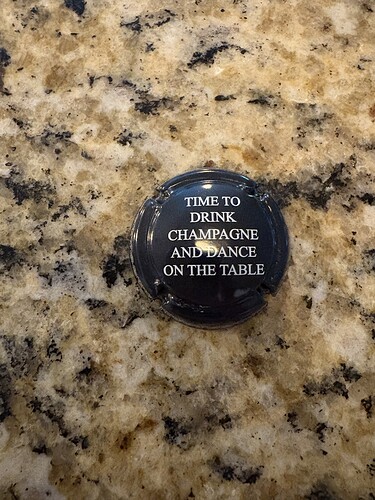 TIME TO
DRINK
CHAMPAGNE
AND DANCE
ON THE TABLE